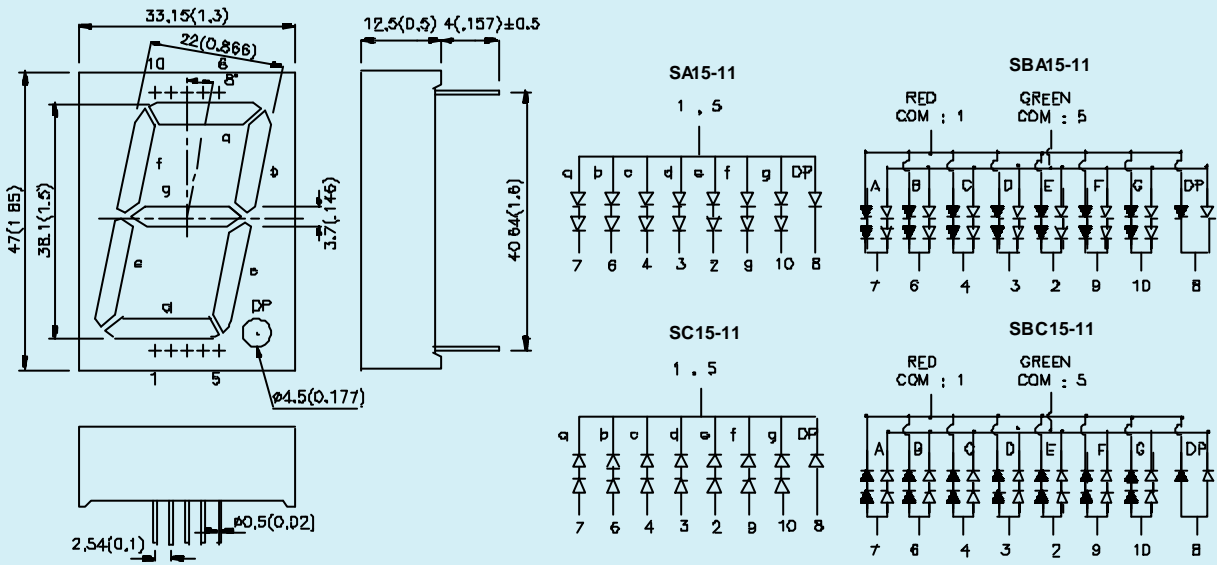 33,15(1.3)
22(0.866)
10 6
8°
a
f
b
g
47(1.85)
38.1(1.5)
3.7(.146)
e
d
DP
1 5
ø4.5(0.177)
12,5(0,5) 4(,157)±0.5
40.64(1.6)
2,54(0,1)
ø0,5(0,02)
SA15-11
1 , 5
a b c d e f g DP
7 6 4 3 2 9 10 8
SBA15-11
RED GREEN
COM : 1 COM : 5
A B C D E F G DP
7 6 4 3 2 9 10 8
SC15-11
1 . 5
a b c d e f g DP
7 6 4 3 2 9 10 8
SBC15-11
RED GREEN
COM : 1 COM : 5
A B C D E F G DP
7 6 4 3 2 9 10 8